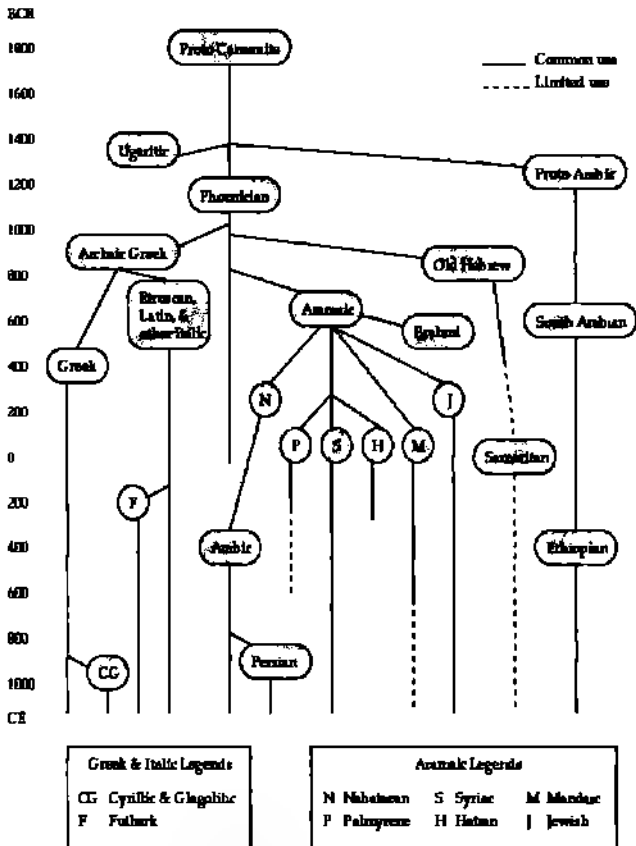 BCE
1800
1600
1400
1200
1000
800
600
400
200
0
200
400
600
800
1000
CE
Proto-Canaanite
Common use
Limited use
Ugaritic
Proto Arabic
Phoenician
Archaic Greek
Old Hebrew
Etruscan,
Latin, &
other Italic
Aramaic
Brahmi
South Arabian
Greek
N
J
P
S
H
M
Samaritan
F
Arabic
Ethiopian
CG
Persian
Greek & Italic Legends
CG Cyrillic & Glagolitic
F Futhark
Aramaic Legends
N Nabataean S Syriac M Mandaic
P Palmyrene H Hatran J Jewish